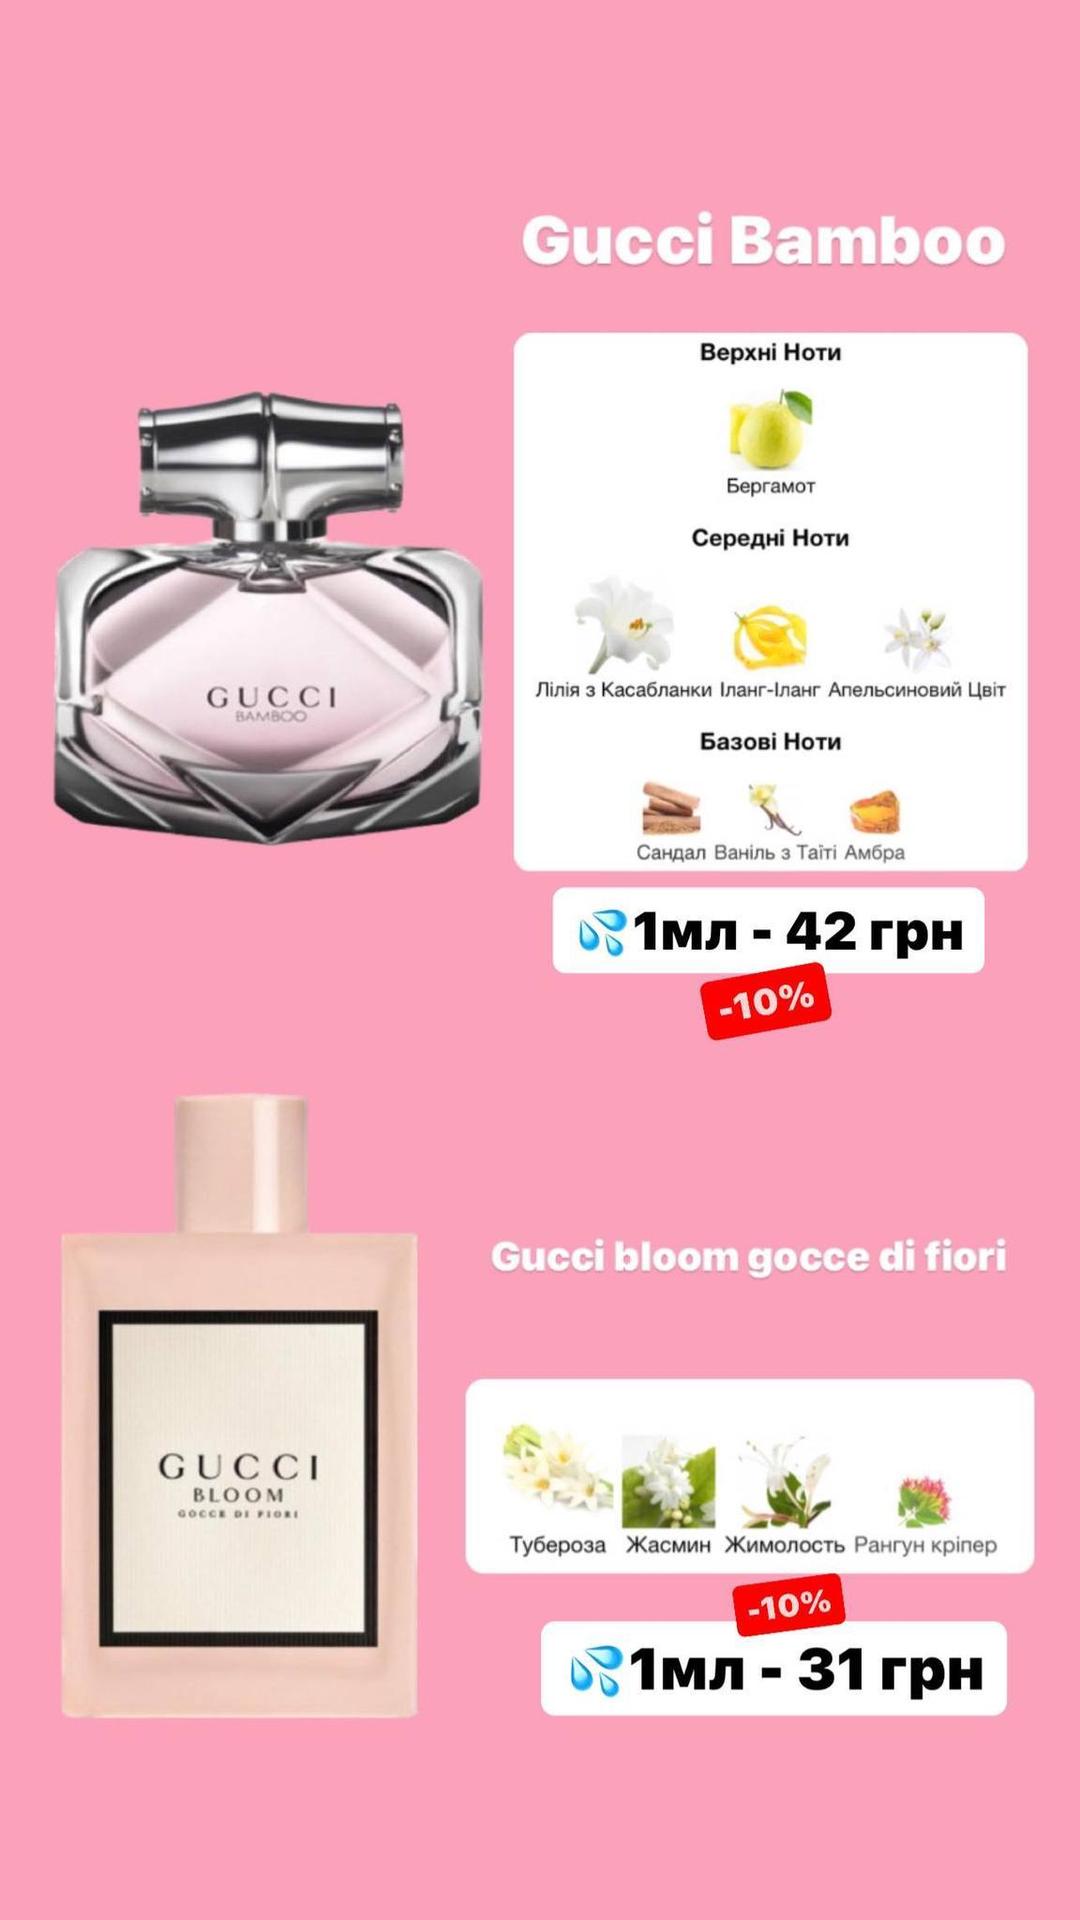 Gucci Bamboo
Верхні Ноти
Бергамот
Середні Ноти
Лілія з Касабланки Іланг-Іланг Апельсиновий Цвіт
Базові Ноти
Сандал Ваніль з Таїті Амбра
GUCCI
BAMBOO
1мл - 42 грн
-10%
Gucci bloom gocce di fiori
GUCCI
BLOOM
GOCCE DI FIORI
Тубероза Жасмин Жимолость Рангун кріпер
-10%
1мл - 31 грн